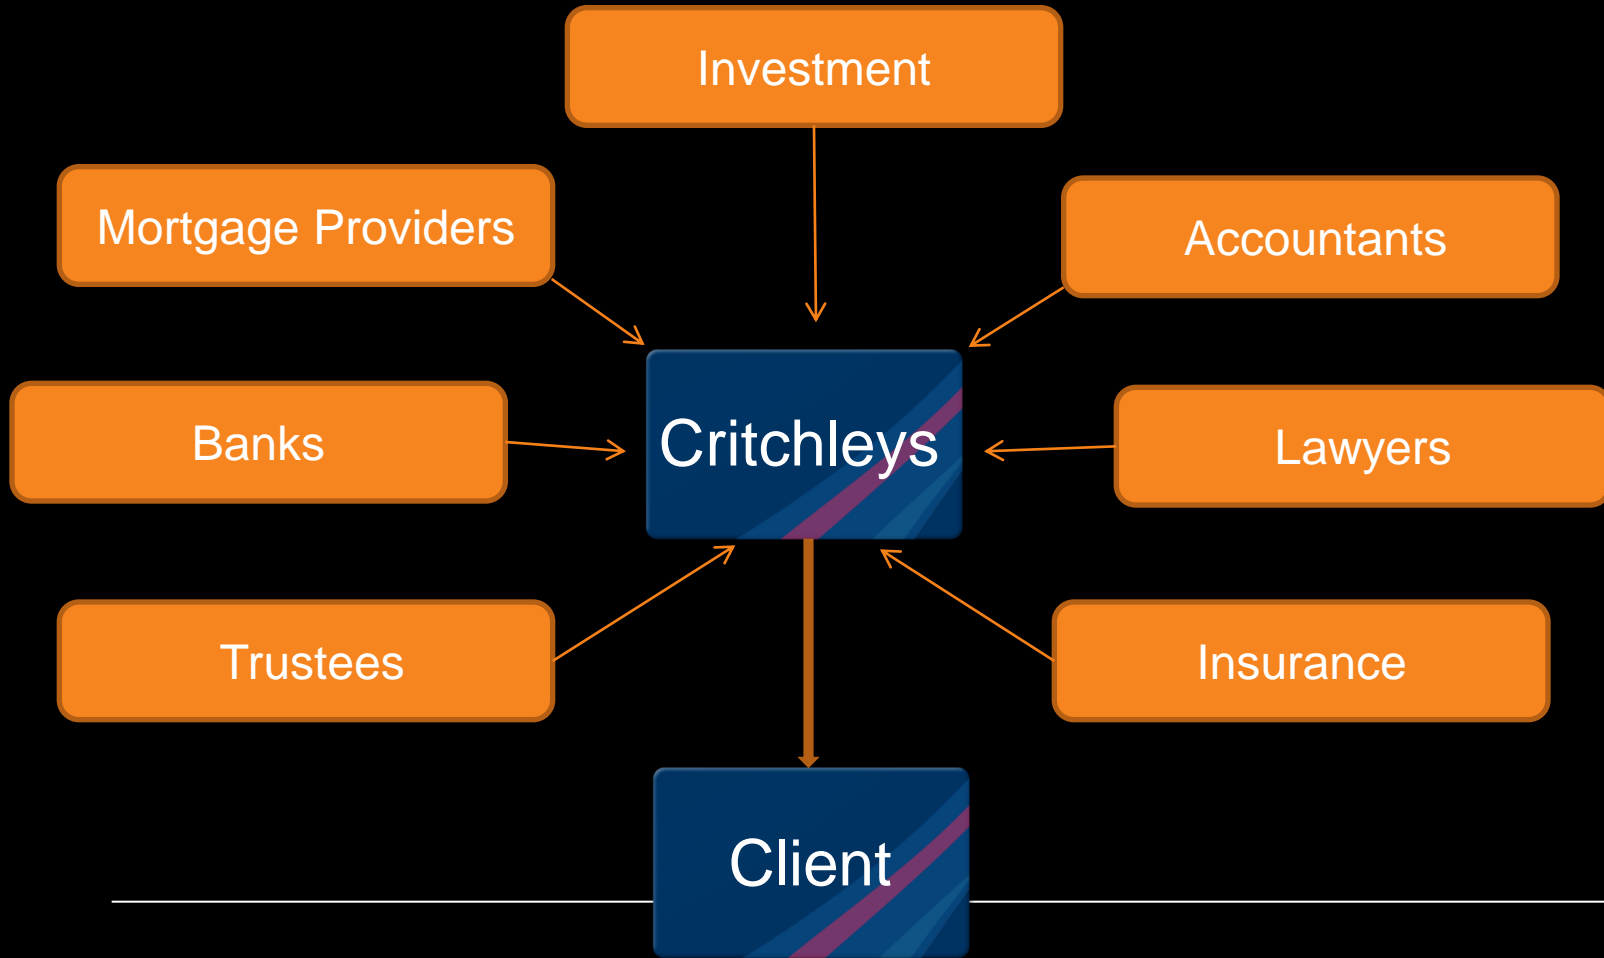 Investment
Mortgage Providers
Accountants
Banks
Critchleys
Lawyers
Trustees
Insurance
Client